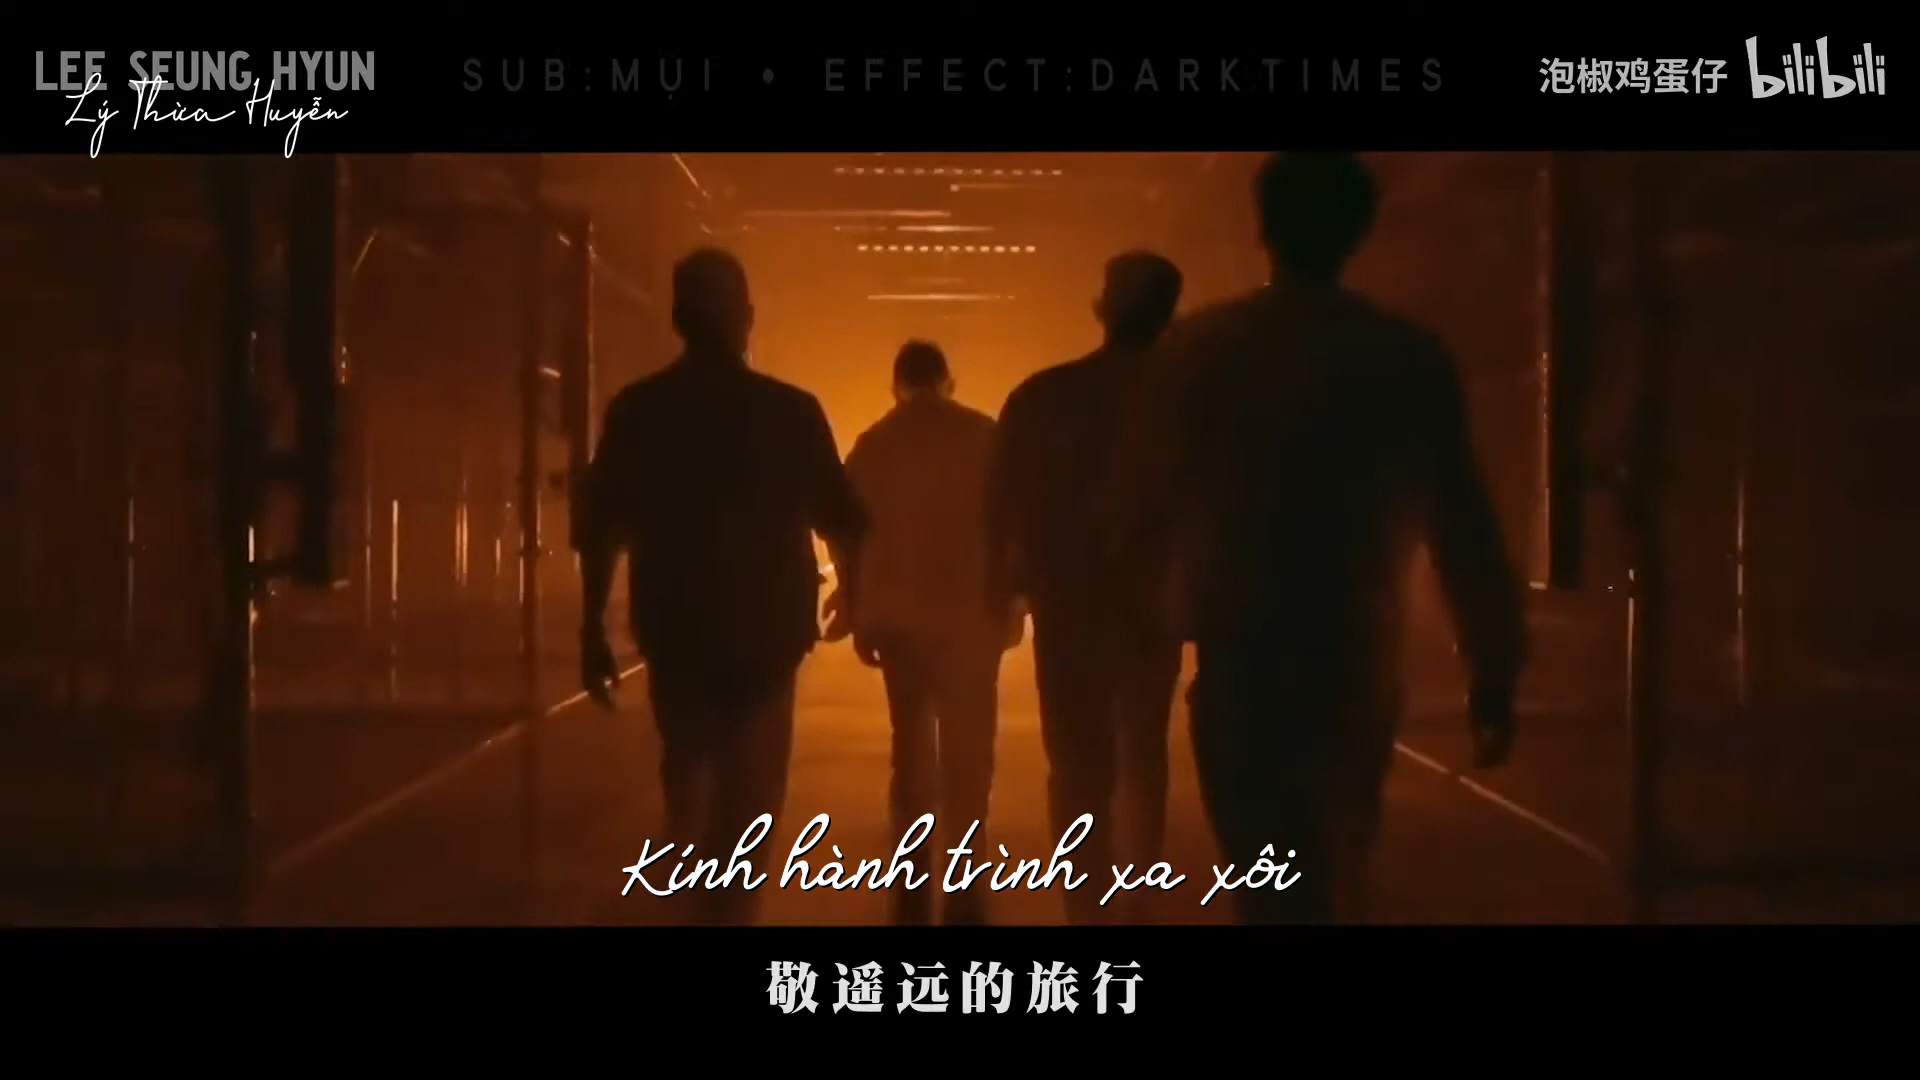 LEE SEUNG HYUN
Lý Thừa Huyễn
SUB:MỤI • EFFECT:DARKTIMES
泡椒鸡蛋仔 bilibili
Kính hành trình xa xôi
敬遥远的旅行